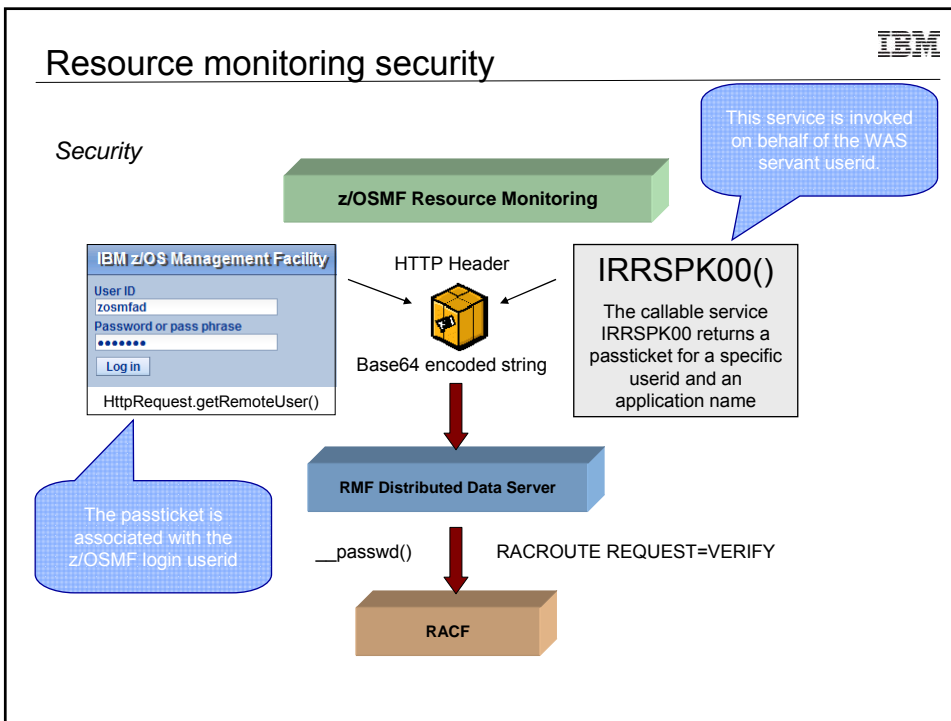 IBM
Resource monitoring security
Security
This service is invoked
on behalf of the WAS
servant userid.
z/OSMF Resource Monitoring
IBM z/OS Management Facility
User ID
zosmfad
Password or pass phrase
•••••••
Log in
HttpRequest.getRemoteUser()
HTTP Header
Base64 encoded string
IRRSPK00()
The callable service
IRRSPK00 returns a
passticket for a specific
userid and an
application name
The passticket is
associated with the
z/OSMF login userid
RMF Distributed Data Server
__passwd()
RACROUTE REQUEST=VERIFY
RACF